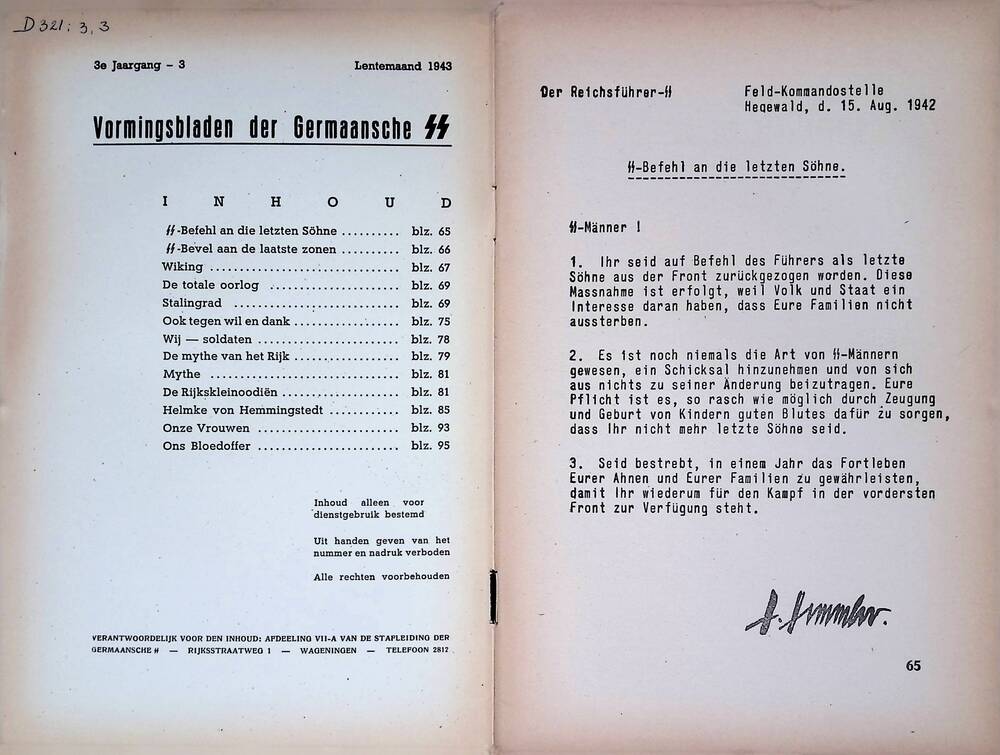 D 321: 3, 3
3e Jaargang - 3 Lentemaand 1943
Vormingsbladen der Germaansche ᛋᛋ
INHOUD
ᛋᛋ-Befehl an die letzten Söhne .......... blz. 65
ᛋᛋ-Bevel aan de laatste zonen .......... blz. 66
Wiking .......... blz. 67
De totale oorlog .......... blz. 69
Stalingrad .......... blz. 69
Ook tegen wil en dank .......... blz. 75
Wij — soldaten .......... blz. 78
De mythe van het Rijk .......... blz. 79
Mythe .......... blz. 81
De Rijkskleinoodiën .......... blz. 81
Helmke von Hemmingstedt .......... blz. 85
Onze Vrouwen .......... blz. 93
Ons Bloedoffer .......... blz. 95
Inhoud alleen voor
dienstgebruik bestemd
Uit handen geven van het
nummer en nadruk verboden
Alle rechten voorbehouden
VERANTWOORDELIJK VOOR DEN INHOUD: AFDEELING VII-A VAN DE STAFLEIDING DER
GERMAANSCHE ᛋᛋ — RIJKSSTRAATWEG 1 — WAGENINGEN — TELEFOON 2812
Der Reichsführer-ᛋᛋ Feld-Kommandostelle
Hegewald, d. 15. Aug. 1942
ᛋᛋ-Befehl an die letzten Söhne.
ᛋᛋ-Männer !
1. Ihr seid auf Befehl des Führers als letzte
Söhne aus der Front zurückgezogen worden. Diese
Massnahme ist erfolgt, weil Volk und Staat ein
Interesse daran haben, dass Eure Familien nicht
aussterben.
2. Es ist noch niemals die Art von ᛋᛋ-Männern
gewesen, ein Schicksal hinzunehmen und von sich
aus nichts zu seiner Änderung beizutragen. Eure
Pflicht ist es, so rasch wie möglich durch Zeugung
und Geburt von Kindern guten Blutes dafür zu sorgen,
dass Ihr nicht mehr letzte Söhne seid.
3. Seid bestrebt, in einem Jahr das Fortleben
Eurer Ahnen und Eurer Familien zu gewährleisten,
damit Ihr wiederum für den Kampf in der vordersten
Front zur Verfügung steht.
H. Himmler.
65